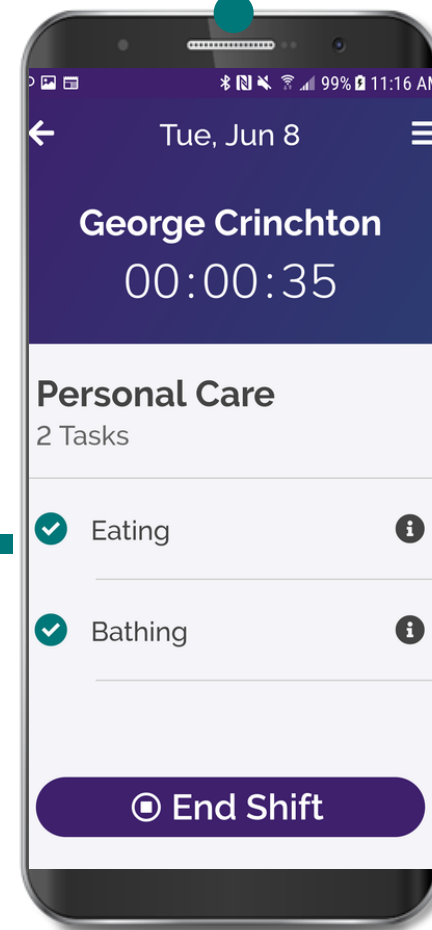 99% 11:16 AM
Tue, Jun 8
George Crinchton
00:00:35
Personal Care
2 Tasks
Eating
Bathing
End Shift